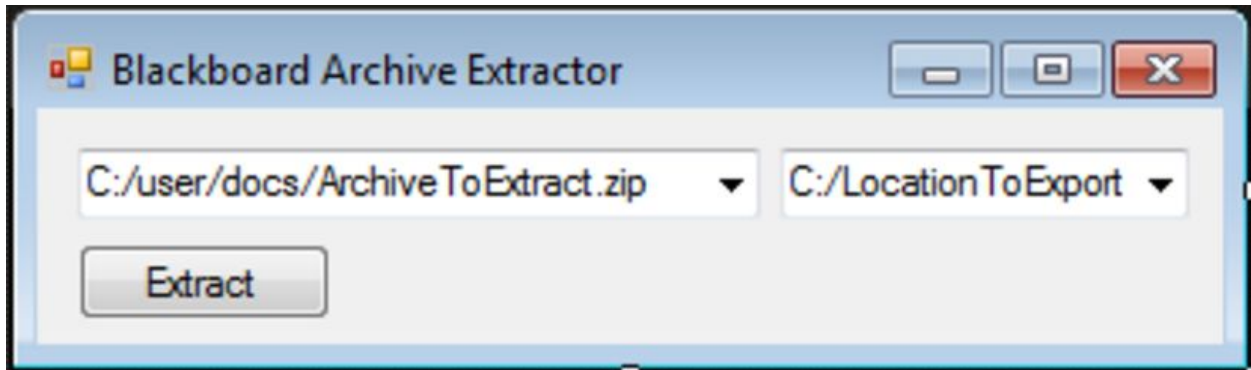 Blackboard Archive Extractor
C:/user/docs/ArchiveToExtract.zip C:/LocationToExport
Extract